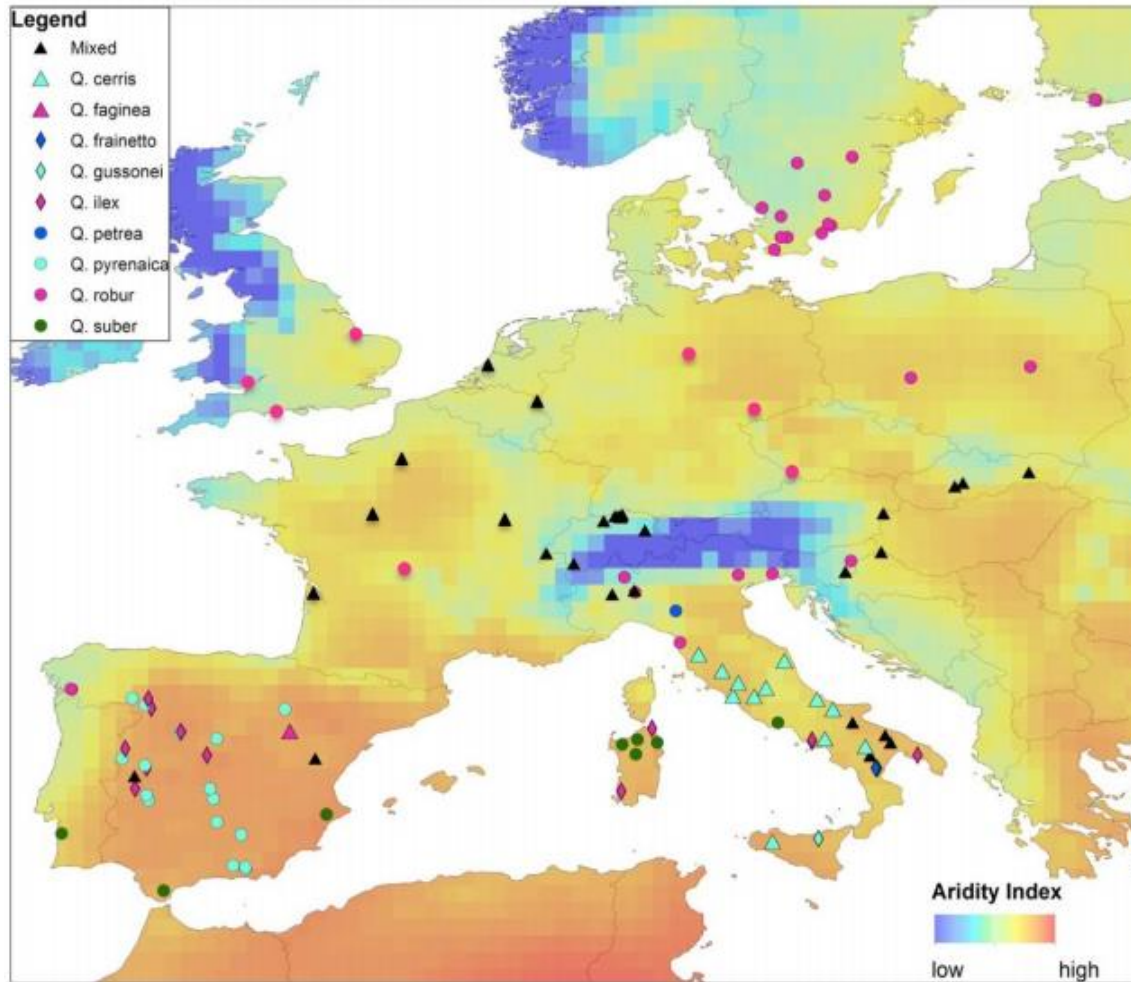 Legend
Mixed
Q. cerris
Q. faginea
Q. frainetto
Q. gussonei
Q. ilex
Q. petrea
Q. pyrenaica
Q. robur
Q. suber
Aridity Index
low high